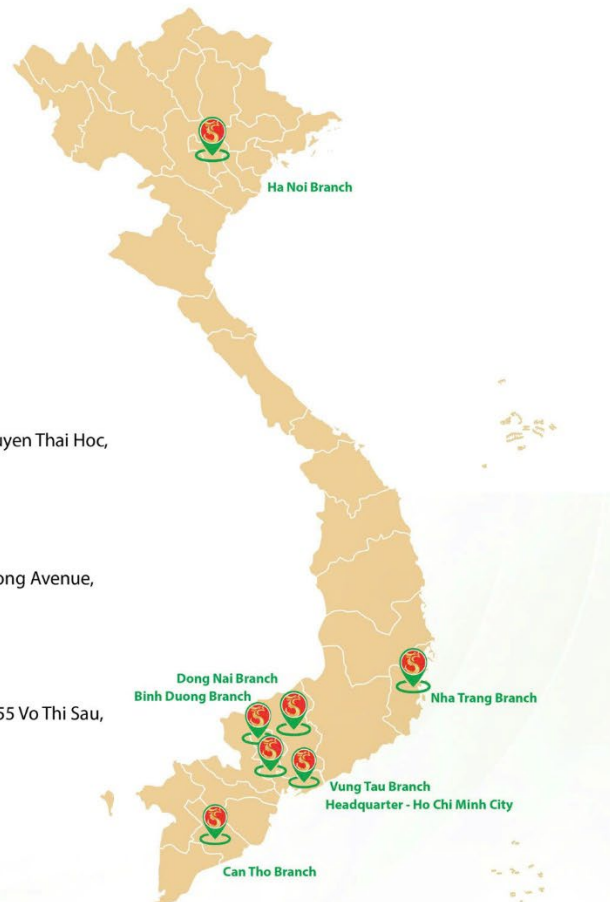 Ha Noi Branch
uyen Thai Hoc,
ong Avenue,
Dong Nai Branch
Binh Duong Branch
Nha Trang Branch
55 Vo Thi Sau,
Vung Tau Branch
Headquarter - Ho Chi Minh City
Can Tho Branch